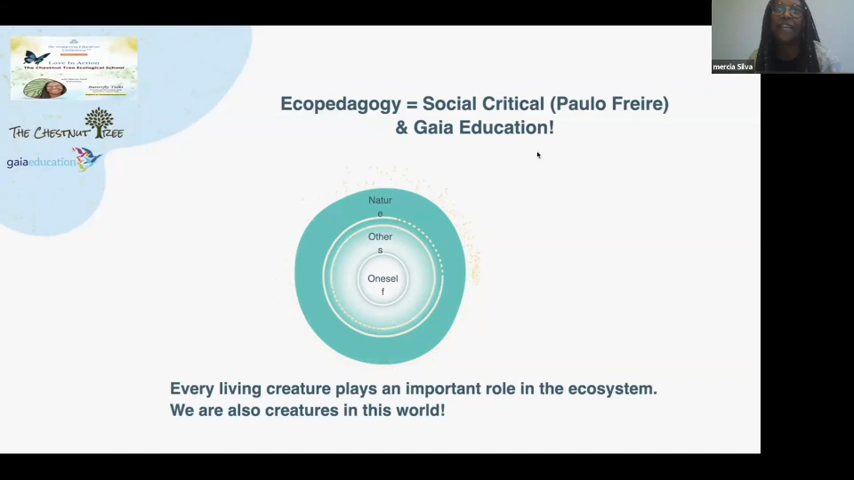 Love In Action
The Chestnut Tree Ecological School
Butterfly Talks
THE CHESTNUT TREE
gaiaeducation
mercia Silva
Ecopedagogy = Social Critical (Paulo Freire)
& Gaia Education!
Natur
e
Other
s
Onesel
f
Every living creature plays an important role in the ecosystem.
We are also creatures in this world!